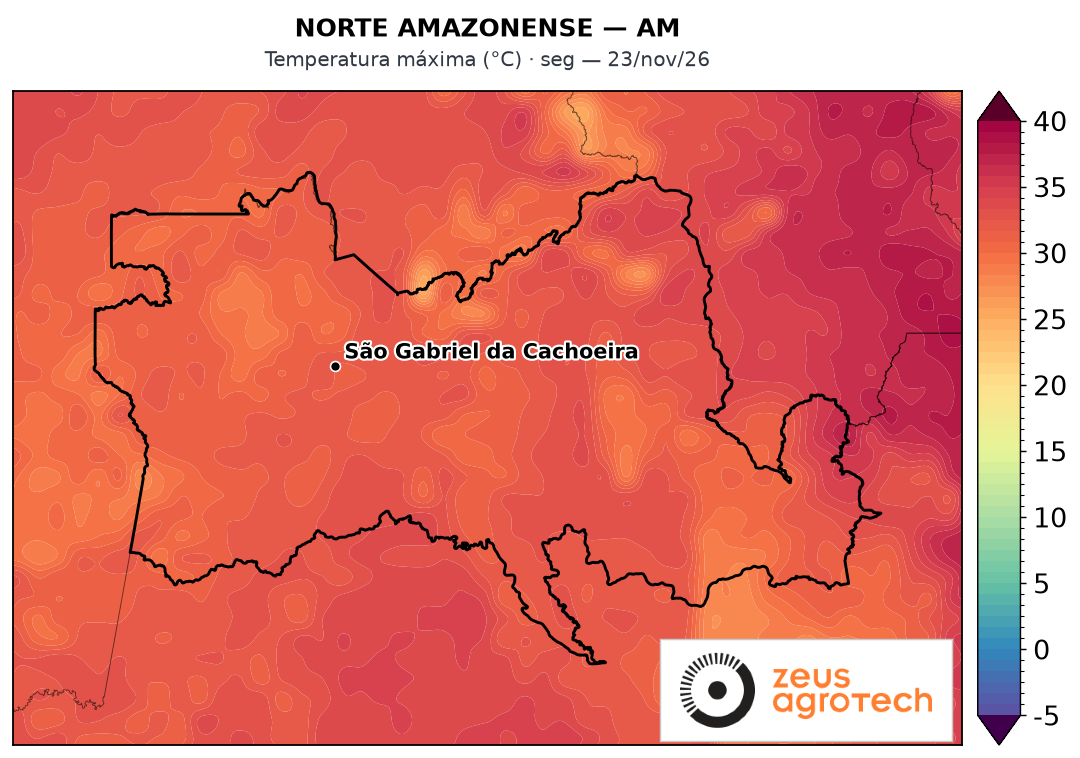 NORTE AMAZONENSE — AM
Temperatura máxima (°C) · seg — 23/nov/26
40
35
30
25
20
15
10
5
0
-5
São Gabriel da Cachoeira
zeus
agrotech